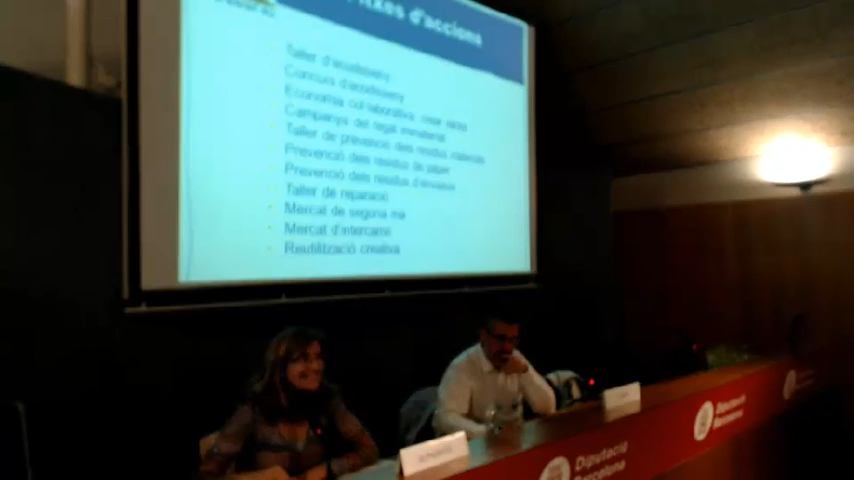 Fitxes d'accions
Taller d'ecodisseny
Concurs d'ecodisseny
Economia col·laborativa: crear xarxa
Campanya del regal immaterial
Taller de prevenció dels residus
Prevenció dels residus de paper
Prevenció dels residus d'envasos
Taller de reparació
Mercat de segona mà
Mercat d'intercanvi
Reutilització creativa
Diputació
Barcelona
Diputació
Barcelona